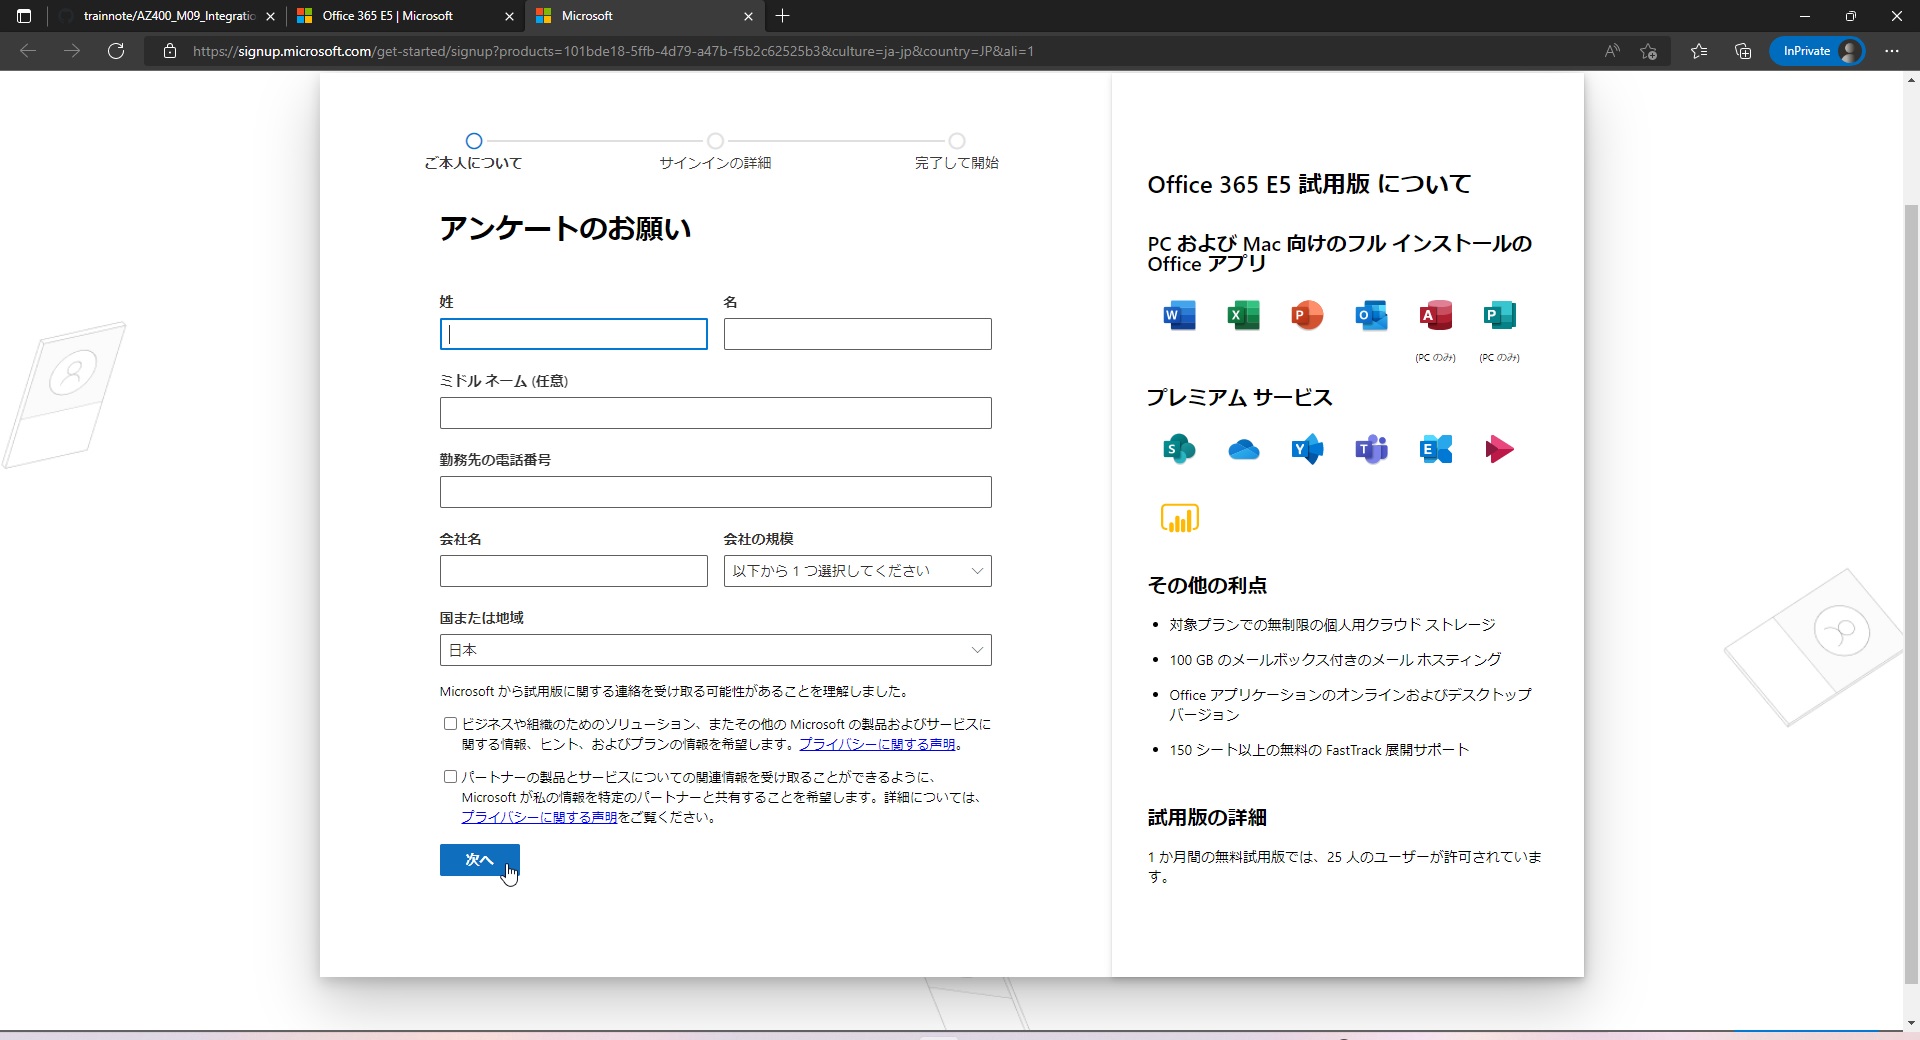 trainnote/AZ400_M09_Integratio
Office 365 E5 | Microsoft
Microsoft
https://signup.microsoft.com/get-started/signup?products=101bde18-5ffb-4d79-a47b-f5b2c62525b3&culture=ja-jp&country=JP&ali=1
InPrivate
ご本人について
サインインの詳細
完了して開始
アンケートのお願い
姓
名
ミドル ネーム (任意)
勤務先の電話番号
会社名
会社の規模
以下から 1 つ選択してください
国または地域
日本
Microsoft から試用版に関する連絡を受け取る可能性があることを理解しました。
ビジネスや組織のためのソリューション、またその他の Microsoft の製品およびサービスに
関する情報、ヒント、およびプランの情報を希望します。プライバシーに関する声明。
パートナーの製品とサービスについての関連情報を受け取ることができるように、
Microsoft が私の情報を特定のパートナーと共有することを希望します。詳細については、
プライバシーに関する声明をご覧ください。
次へ
Office 365 E5 試用版 について
PC および Mac 向けのフル インストールの
Office アプリ
W
X
P
O
A
P
(PC のみ)
(PC のみ)
プレミアム サービス
S
Y
T
E
その他の利点
• 対象プランでの無制限の個人用クラウド ストレージ
• 100 GB のメールボックス付きのメール ホスティング
• Office アプリケーションのオンラインおよびデスクトップ
バージョン
• 150 シート以上の無料の FastTrack 展開サポート
試用版の詳細
1 か月間の無料試用版では、25 人のユーザーが許可されていま
す。